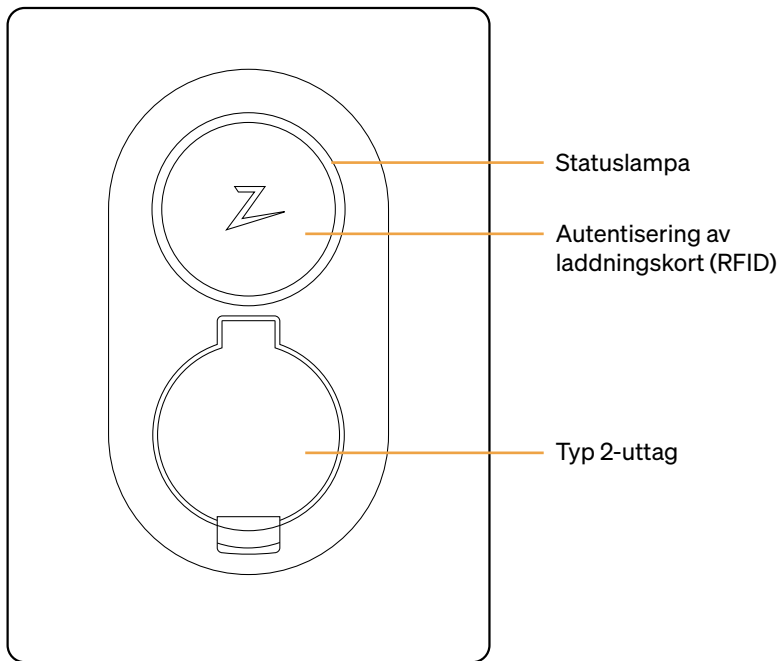 Statuslampa
Autentisering av
laddningskort (RFID)
Typ 2-uttag